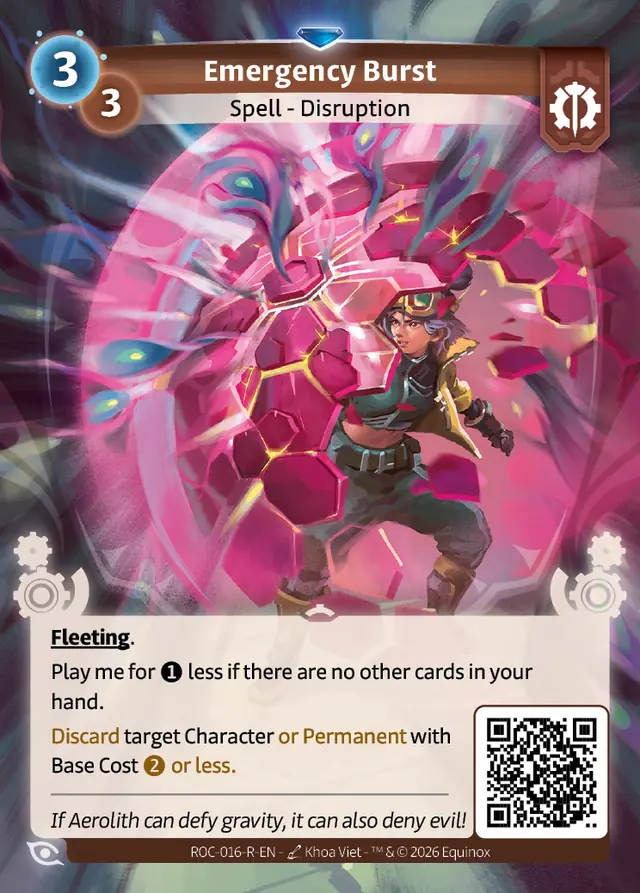 3
Emergency Burst
3
Spell - Disruption
Fleeting.
Play me for 1 less if there are no other cards in your
hand.
Discard target Character or Permanent with
Base Cost 2 or less.
If Aerolith can defy gravity, it can also deny evil!
ROC-016-R-EN - Khoa Viet - ™ & © 2026 Equinox